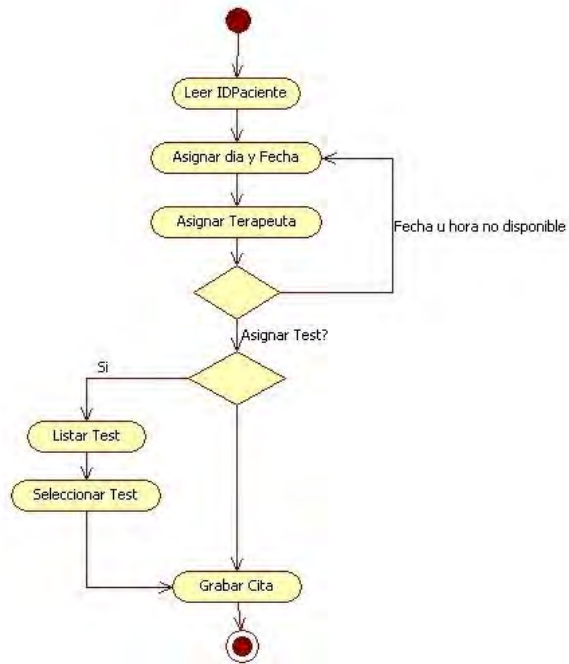 Leer IDPaciente
Asignar dia y Fecha
Asignar Terapeuta
Fecha u hora no disponible
Asignar Test?
Si
Listar Test
Seleccionar Test
Grabar Cita